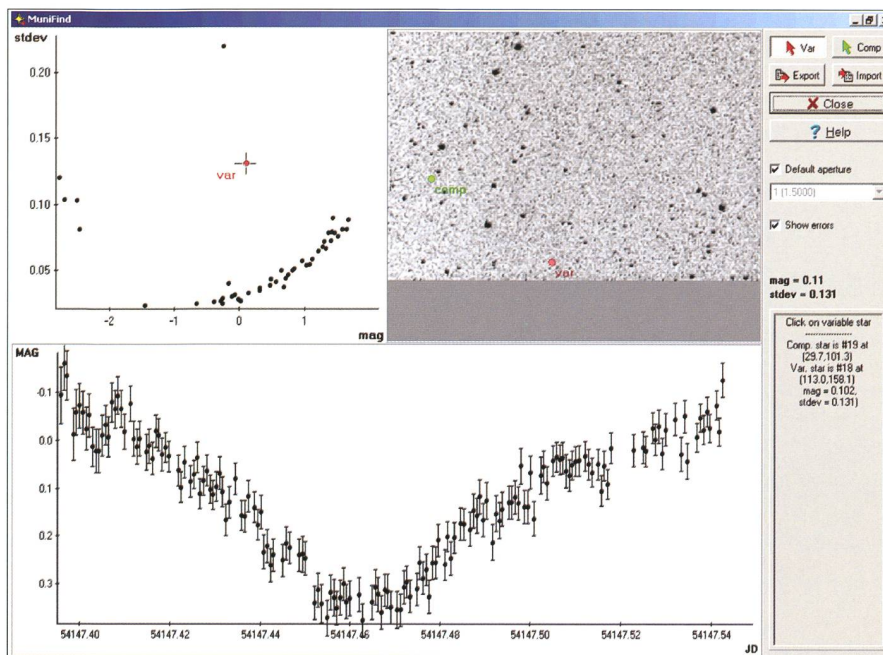 MuniFind
stdev
0.20
0.15
0.10
0.05
var
-2
-1
0
1
mag
comp
var
Var
Comp
Export
Import
Close
? Help
Default aperture
1 (1.5000)
Show errors
mag = 0.11
stdev = 0.131
Click on variable star
------------------
Comp. star is #19 at
(29.7,101.3)
Var. star is #18 at
(113.0,158.1)
mag = 0.102,
stdev = 0.131)
MAG
-0.1
0.0
0.1
0.2
0.3
54147.40
54147.42
54147.44
54147.46
54147.48
54147.50
54147.52
54147.54
JD